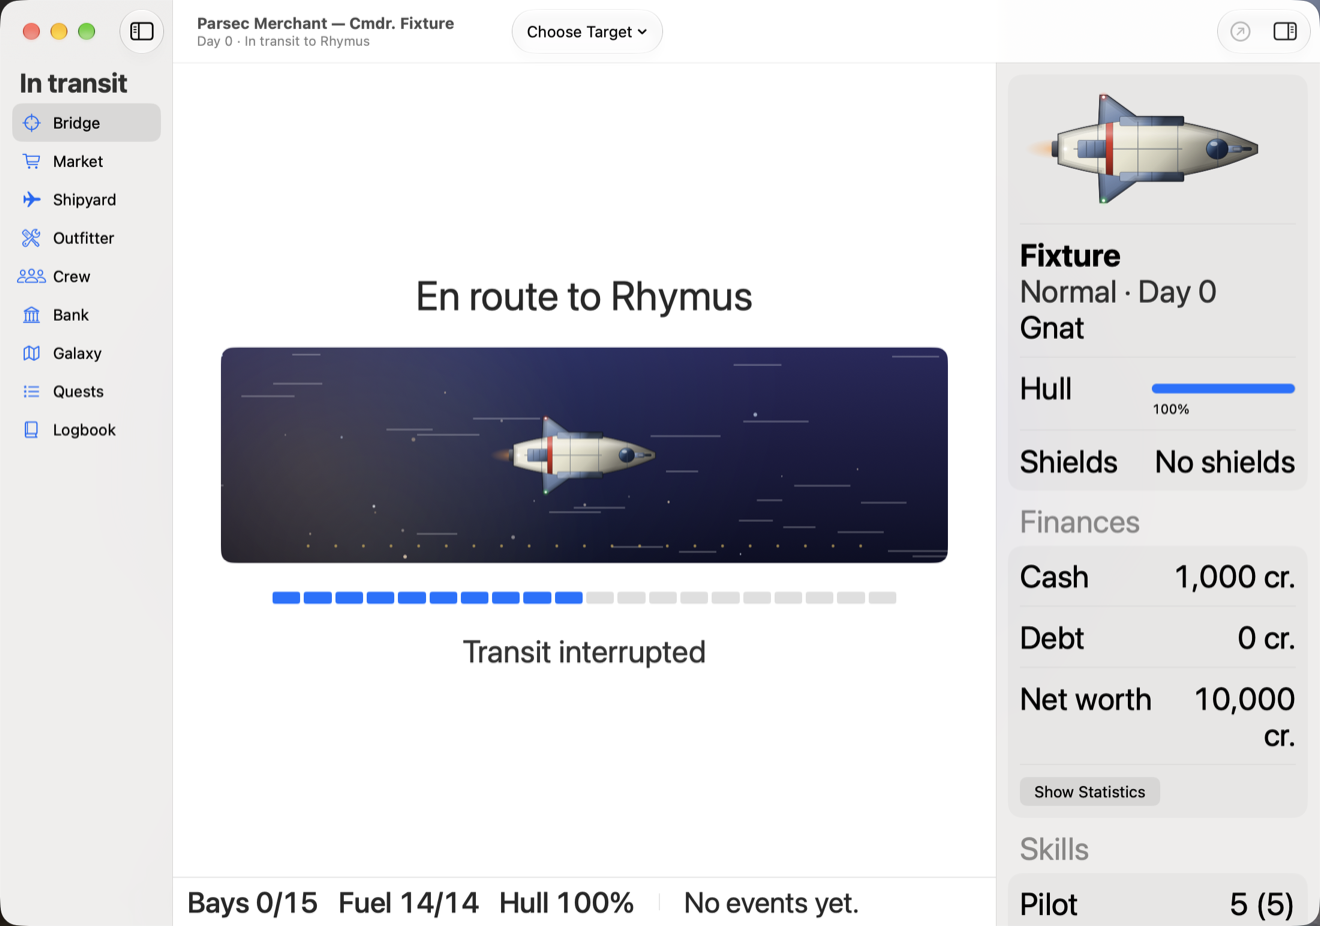 Parsec Merchant — Cmdr. Fixture
Day 0 · In transit to Rhymus
Choose Target
In transit
Bridge
Market
Shipyard
Outfitter
Crew
Bank
Galaxy
Quests
Logbook
En route to Rhymus
Transit interrupted
Bays 0/15 Fuel 14/14 Hull 100% No events yet.
Fixture
Normal · Day 0
Gnat
Hull
100%
Shields No shields
Finances
Cash 1,000 cr.
Debt 0 cr.
Net worth 10,000
cr.
Show Statistics
Skills
Pilot 5 (5)